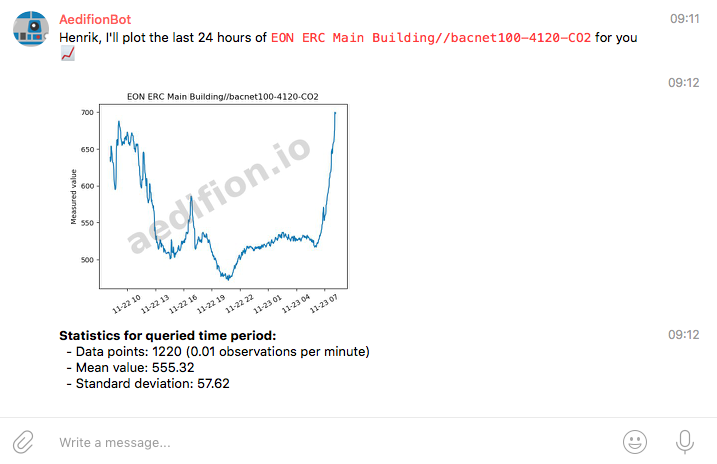 AedifionBot
09:11
Henrik, I'll plot the last 24 hours of EON ERC Main Building//bacnet100-4120-CO2 for you
09:12
EON ERC Main Building//bacnet100-4120-CO2
700
650
600
550
500
Measured value
aedifion.io
11-22 10
11-22 13
11-22 16
11-22 19
11-22 22
11-23 01
11-23 04
11-23 07
Statistics for queried time period:
09:12
- Data points: 1220 (0.01 observations per minute)
- Mean value: 555.32
- Standard deviation: 57.62
Write a message...